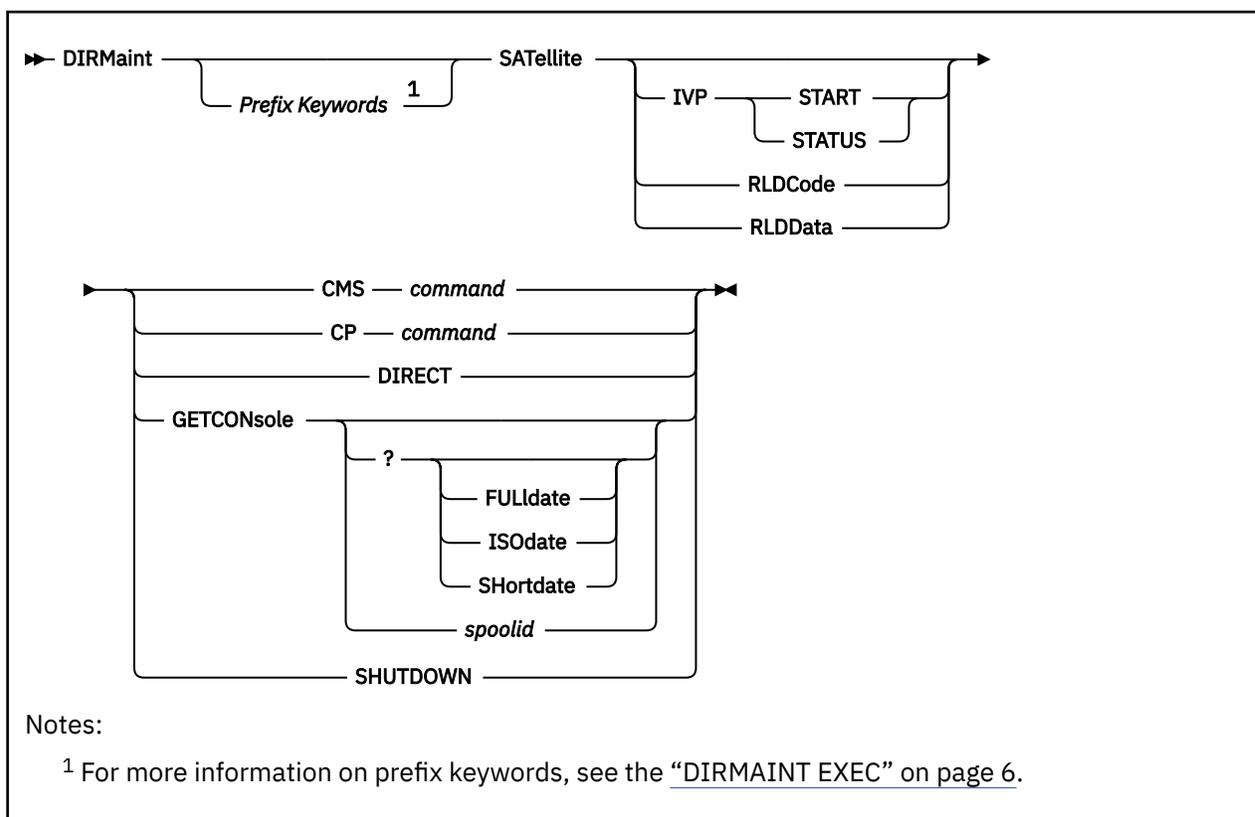 DIRMaint SATellite
Prefix Keywords 1
IVP START
STATUS
RLDCode
RLDData
CMS command
CP command
DIRECT
GETCONsole
?
FULldate
ISOdate
SHortdate
spoolid
SHUTDOWN
Notes:
1 For more information on prefix keywords, see the “DIRMAINT EXEC” on page 6.